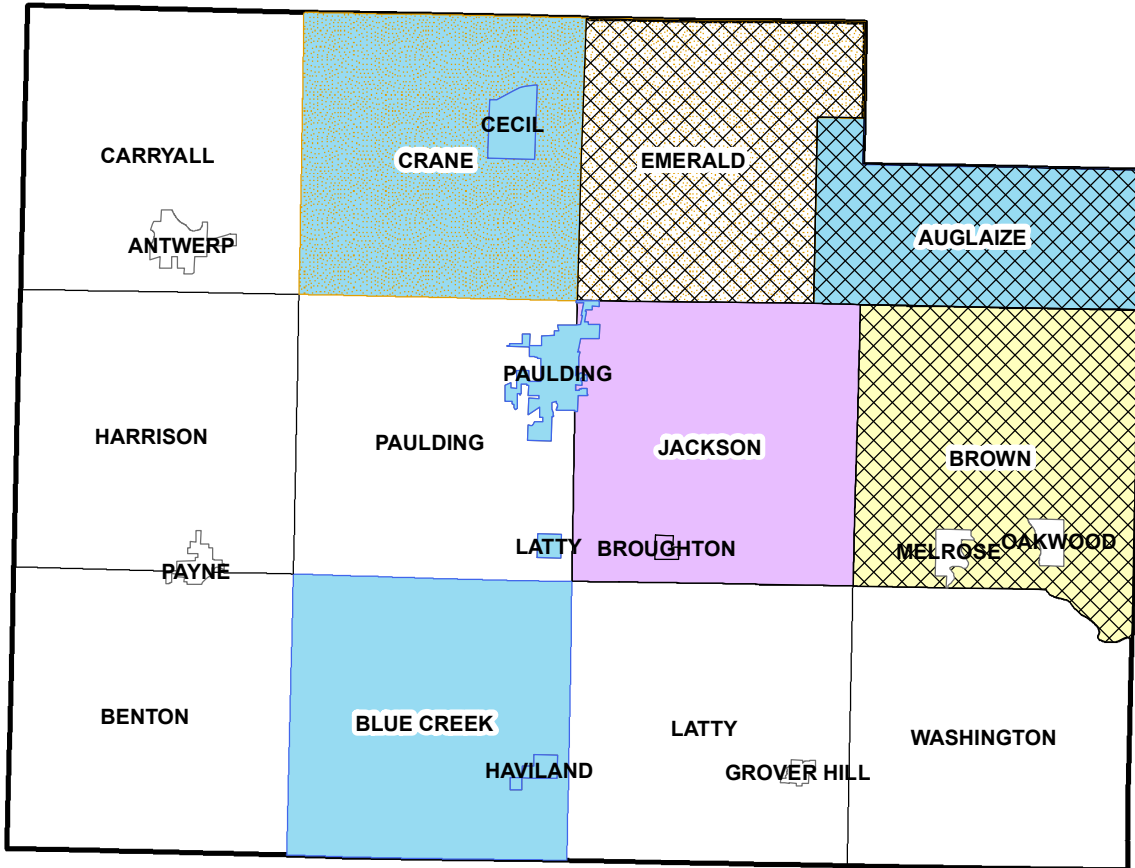 CECIL
CARRYALL
CRANE
EMERALD
AUGLAIZE
ANTWERP
PAULDING
HARRISON
PAULDING
JACKSON
BROWN
LATTY
BROUGHTON
MELROSE
OAKWOOD
PAYNE
BENTON
BLUE CREEK
LATTY
WASHINGTON
HAVILAND
GROVER HILL